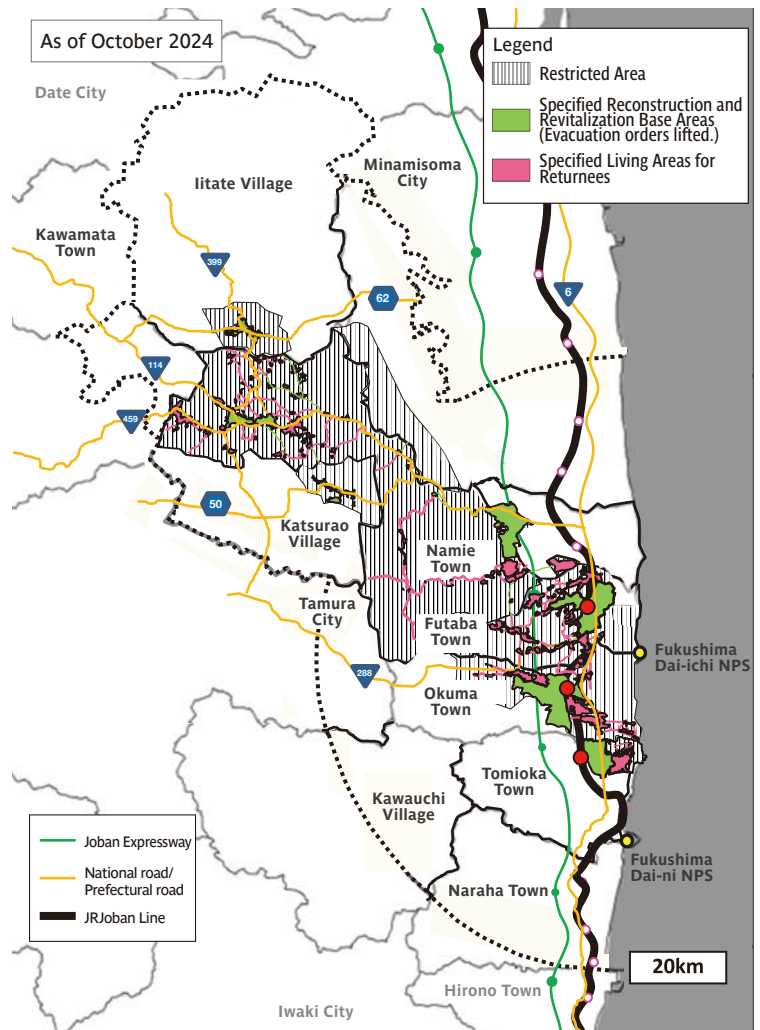 As of October 2024
Legend
Restricted Area
Specified Reconstruction and
Revitalization Base Areas
(Evacuation orders lifted.)
Specified Living Areas for
Returnees
Date City
Iitate Village
Minamisoma
City
Kawamata
Town
399
62
6
114
459
50
Katsurao
Village
Namie
Town
Tamura
City
Futaba
Town
Fukushima
Dai-ichi NPS
288
Okuma
Town
Tomioka
Town
Kawauchi
Village
Joban Expressway
National road/
Prefectural road
JRJoban Line
Fukushima
Dai-ni NPS
Naraha Town
20km
Hirono Town
Iwaki City